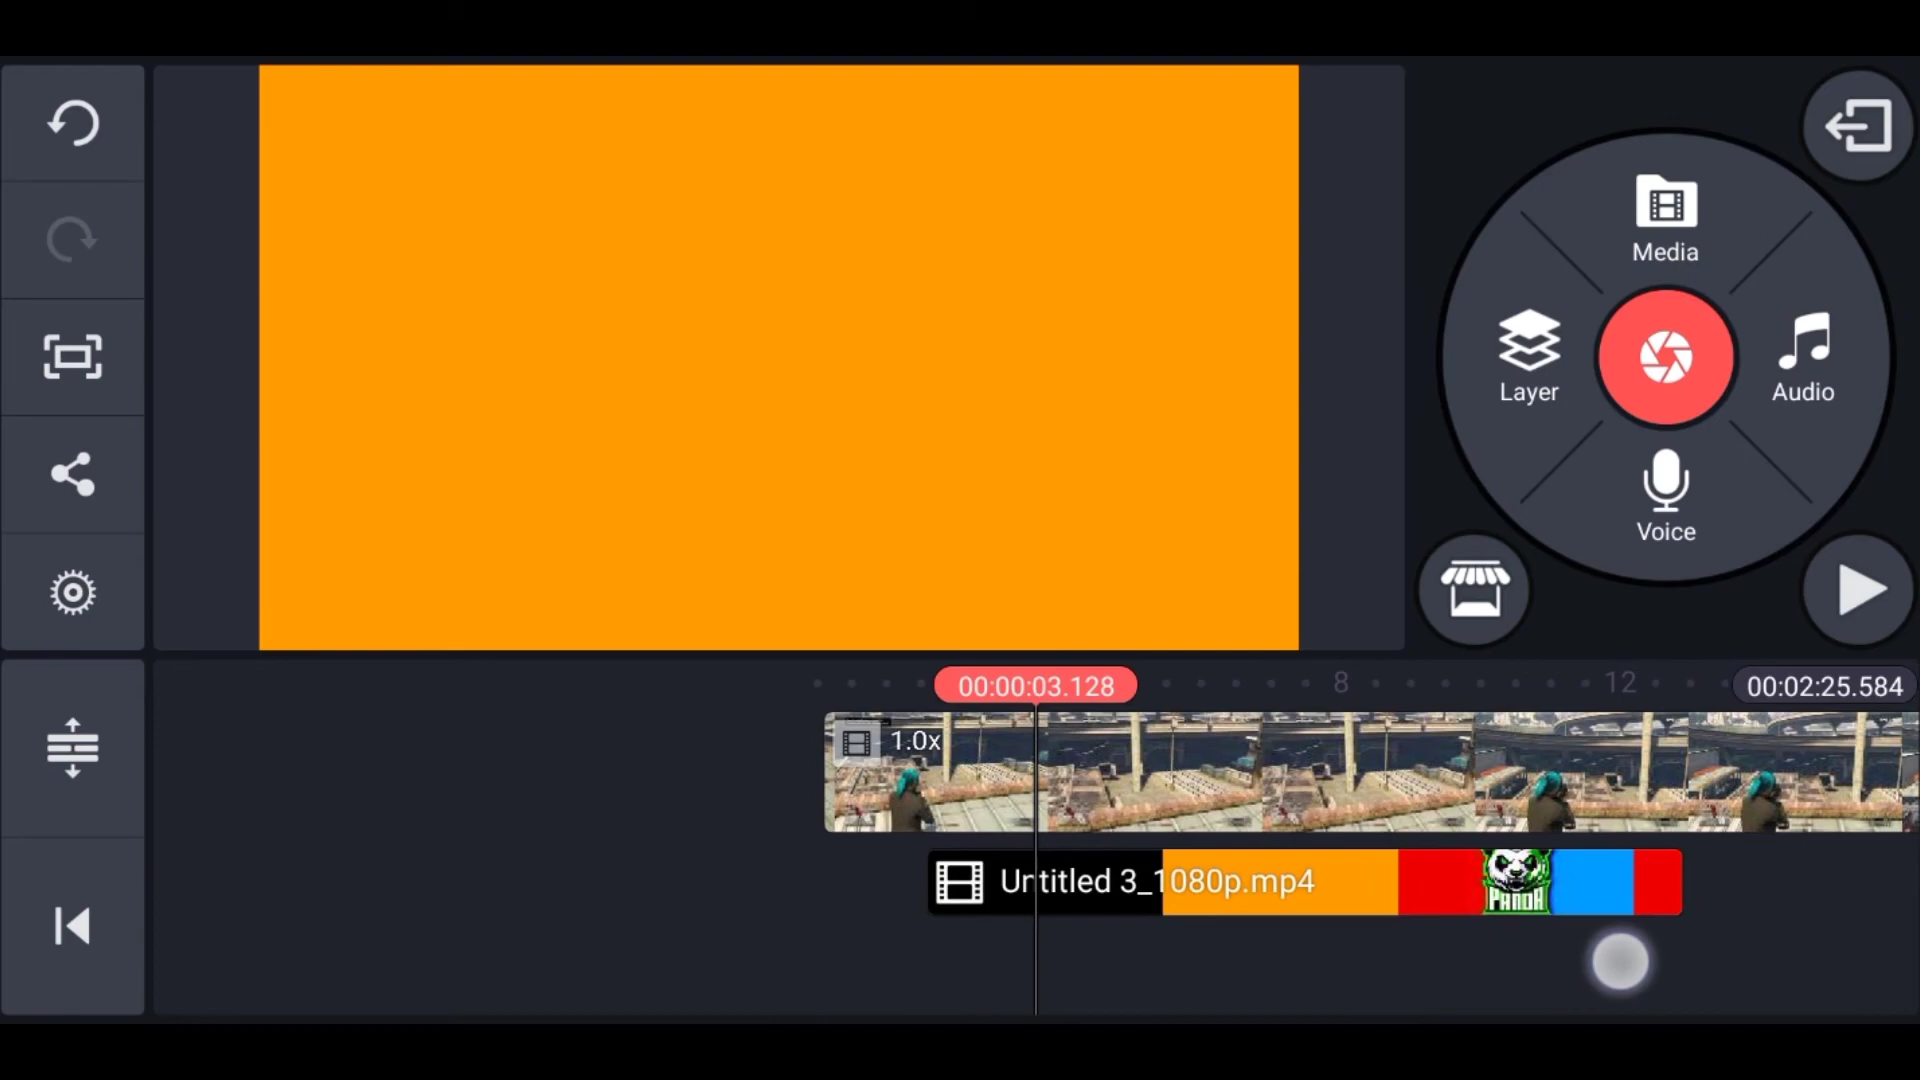 Media
Layer
Audio
Voice
00:00:03.128
8
12
00:02:25.584
1.0x
Untitled 3_1080p.mp4
PANDA